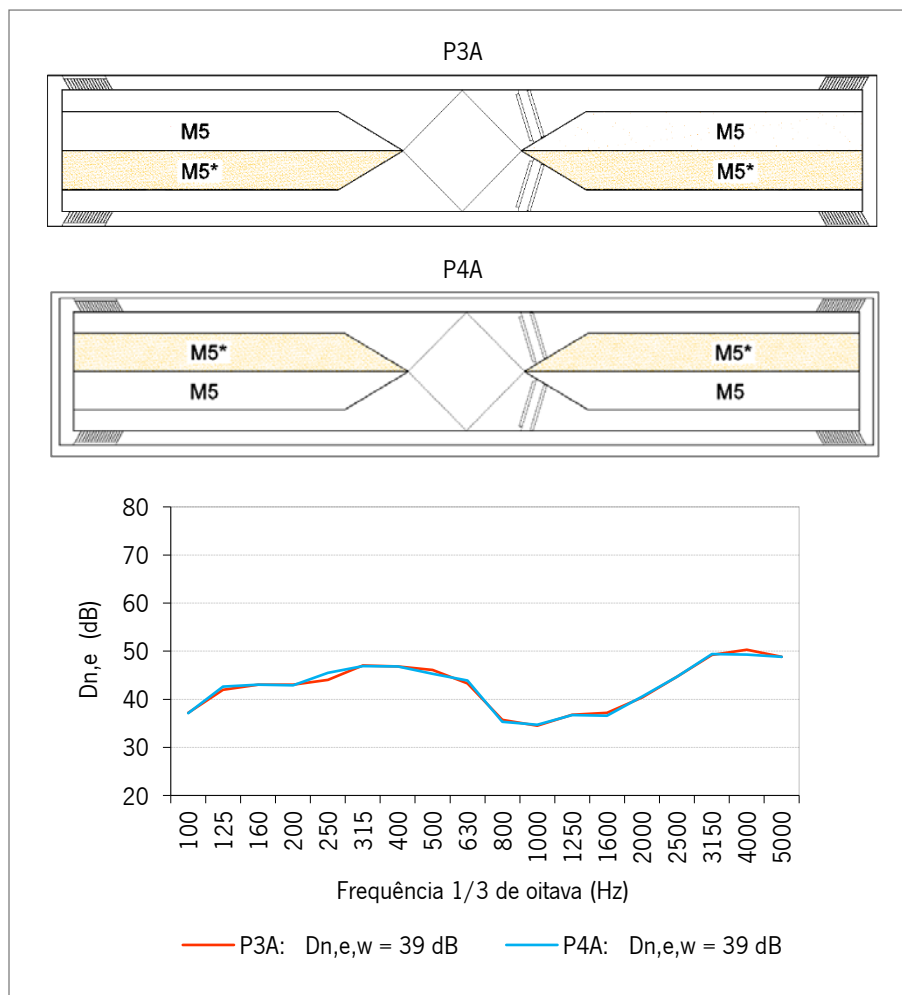 P3A
M5 M5
M5* M5*
P4A
M5* M5*
M5 M5
80
70
60
50
40
30
20
Dn,e (dB)
100 125 160 200 250 315 400 500 630 800 1000 1250 1600 2000 2500 3150 4000 5000
Frequência 1/3 de oitava (Hz)
P3A: Dn,e,w = 39 dB P4A: Dn,e,w = 39 dB